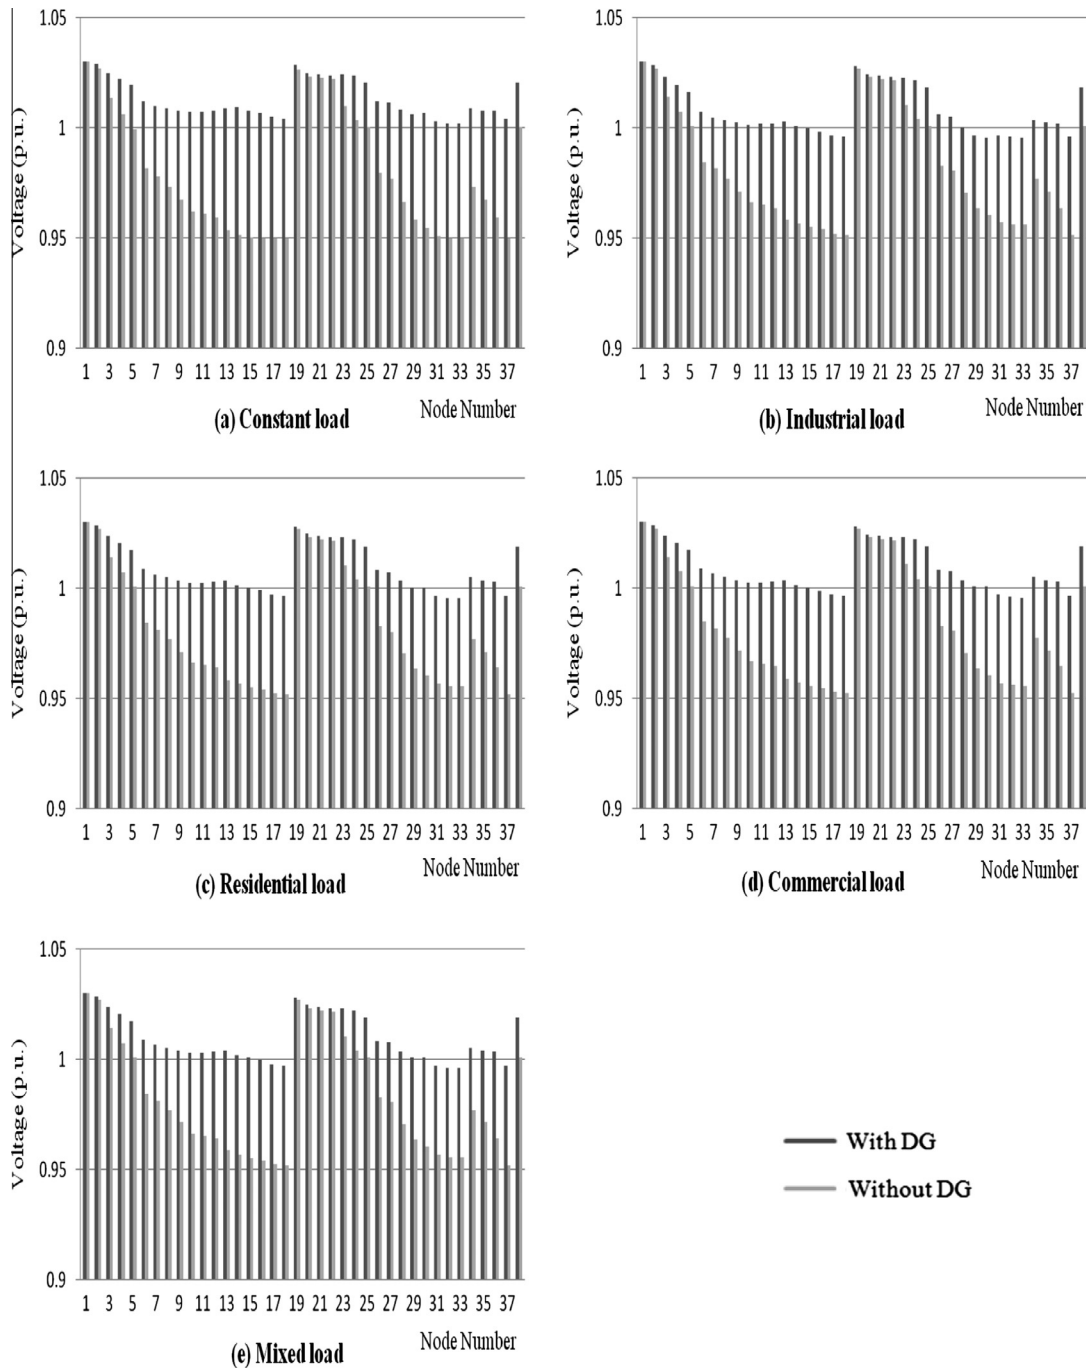 1.05
1
0.95
0.9
Voltage (p.u.)
1 3 5 7 9 11 13 15 17 19 21 23 25 27 29 31 33 35 37
Node Number
(a) Constant load
1.05
1
0.95
0.9
Voltage (p.u.)
1 3 5 7 9 11 13 15 17 19 21 23 25 27 29 31 33 35 37
Node Number
(b) Industrial load
1.05
1
0.95
0.9
Voltage (p.u.)
1 3 5 7 9 11 13 15 17 19 21 23 25 27 29 31 33 35 37
Node Number
(c) Residential load
1.05
1
0.95
0.9
Voltage (p.u.)
1 3 5 7 9 11 13 15 17 19 21 23 25 27 29 31 33 35 37
Node Number
(d) Commercial load
1.05
1
0.95
0.9
Voltage (p.u.)
1 3 5 7 9 11 13 15 17 19 21 23 25 27 29 31 33 35 37
Node Number
(e) Mixed load
With DG
Without DG